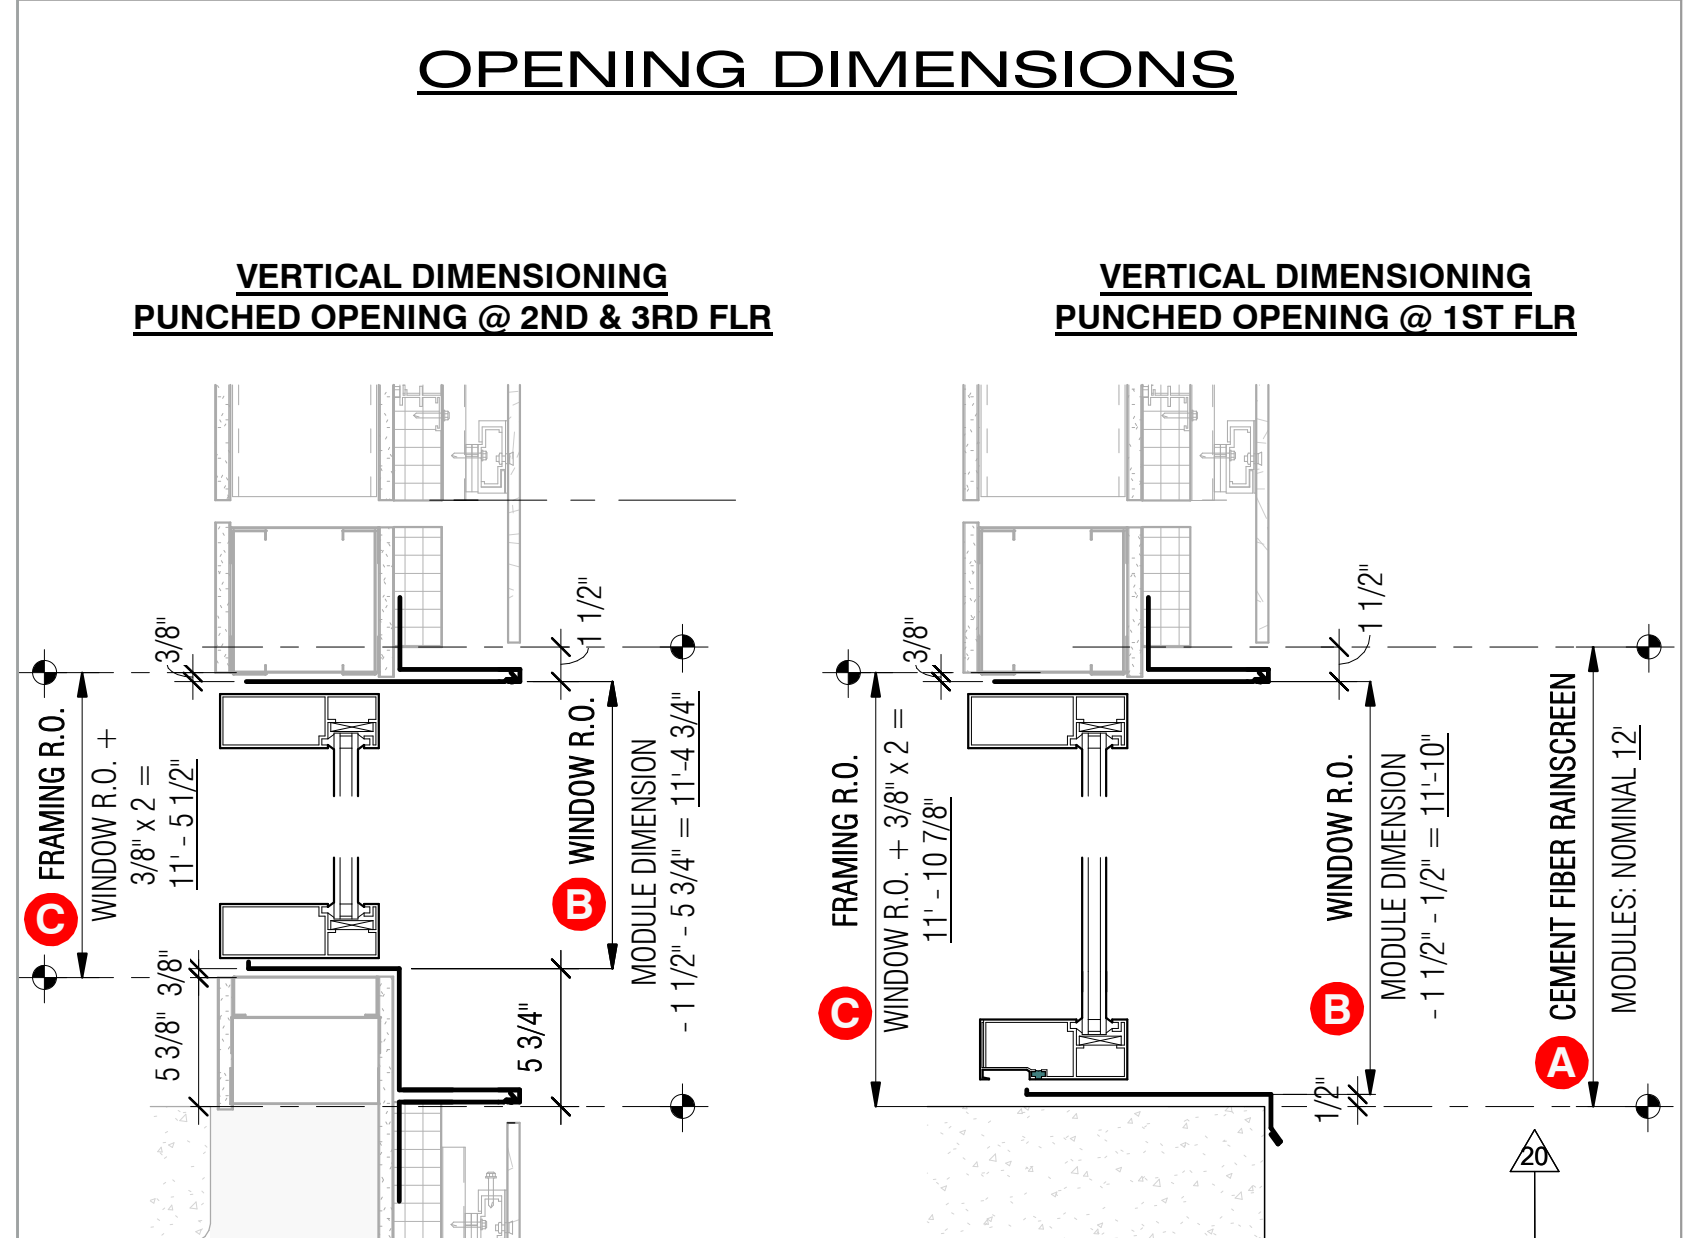 OPENING DIMENSIONS
VERTICAL DIMENSIONING
PUNCHED OPENING @ 2ND & 3RD FLR
VERTICAL DIMENSIONING
PUNCHED OPENING @ 1ST FLR
3/8"
1 1/2"
C FRAMING R.O.
WINDOW R.O. +
3/8" x 2 =
11' - 5 1/2"
B WINDOW R.O.
MODULE DIMENSION
- 1 1/2" - 5 3/4" = 11'-4 3/4"
3/8"
5 3/8"
5 3/4"
3/8"
1 1/2"
C FRAMING R.O.
WINDOW R.O. + 3/8" x 2 =
11' - 10 7/8"
B WINDOW R.O.
MODULE DIMENSION
- 1 1/2" - 1/2" = 11'-10"
A CEMENT FIBER RAINSCREEN
MODULES: NOMINAL 12'
1/2"
20